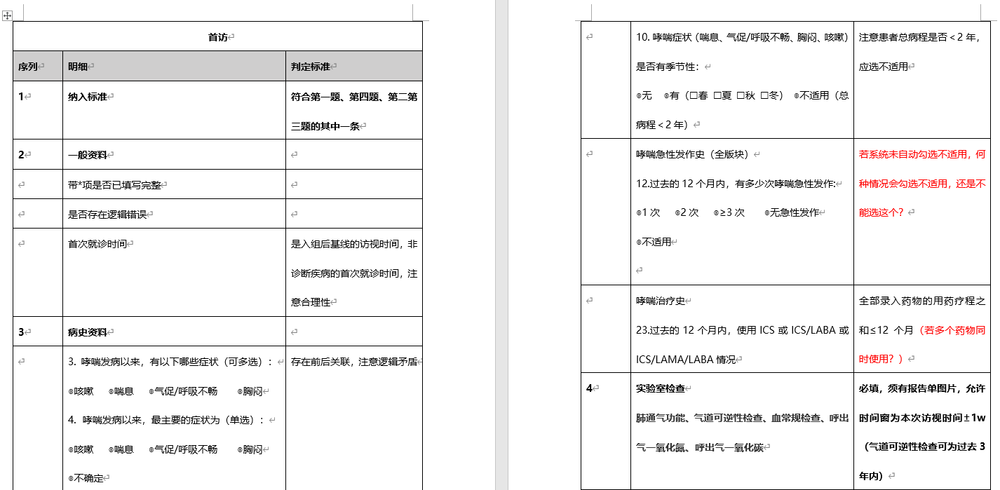 首访
序列 明细 判定标准
1 纳入标准 符合第一题、第四题、第二第
三题的其中一条
2 一般资料
带*项是否已填写完整
是否存在逻辑错误
首次就诊时间 是入组后基线的访视时间，非
诊断疾病的首次就诊时间，注
意合理性
3 病史资料
3. 哮喘发病以来，有以下哪些症状（可多选）： 存在前后关联，注意逻辑矛盾
⊙咳嗽 ⊙喘息 ⊙气促/呼吸不畅 ⊙胸闷
4. 哮喘发病以来，最主要的症状为（单选）：
⊙咳嗽 ⊙喘息 ⊙气促/呼吸不畅 ⊙胸闷
⊙不确定
10. 哮喘症状（喘息、气促/呼吸不畅、胸闷、咳嗽） 注意患者总病程是否＜2 年，
是否有季节性： 应选不适用
⊙无 ⊙有（☐春 ☐夏 ☐秋 ☐冬） ⊙不适用（总
病程＜2 年）
哮喘急性发作史（全版块） 若系统未自动勾选不适用，何
12.过去的 12 个月内，有多少次哮喘急性发作: 种情况会勾选不适用，还是不
⊙1 次 ⊙2 次 ⊙≥3 次 ⊙无急性发作 能选这个？
⊙不适用
哮喘治疗史 全部录入药物的用药疗程之
23.过去的 12 个月内，使用 ICS 或 ICS/LABA 或 和≤12 个月（若多个药物同
ICS/LAMA/LABA 情况 时使用？）
4 实验室检查 必填，须有报告单图片，允许
肺通气功能、气道可逆性检查、血常规检查、呼出 时间窗为本次访视时间±1w
气一氧化氮、呼出气一氧化碳 （气道可逆性检查可为过去 3
年内）